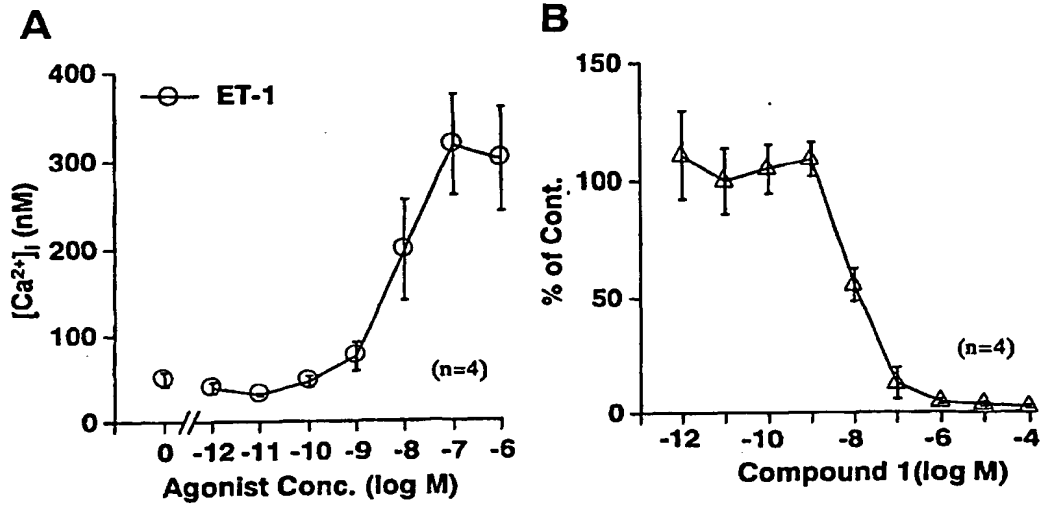 A
400
300
200
100
0
[Ca²⁺]i (nM)
ET-1
(n=4)
0 -12 -11 -10 -9 -8 -7 -6
Agonist Conc. (log M)
B
150
100
50
0
% of Cont.
(n=4)
-12 -10 -8 -6 -4
Compound 1(log M)